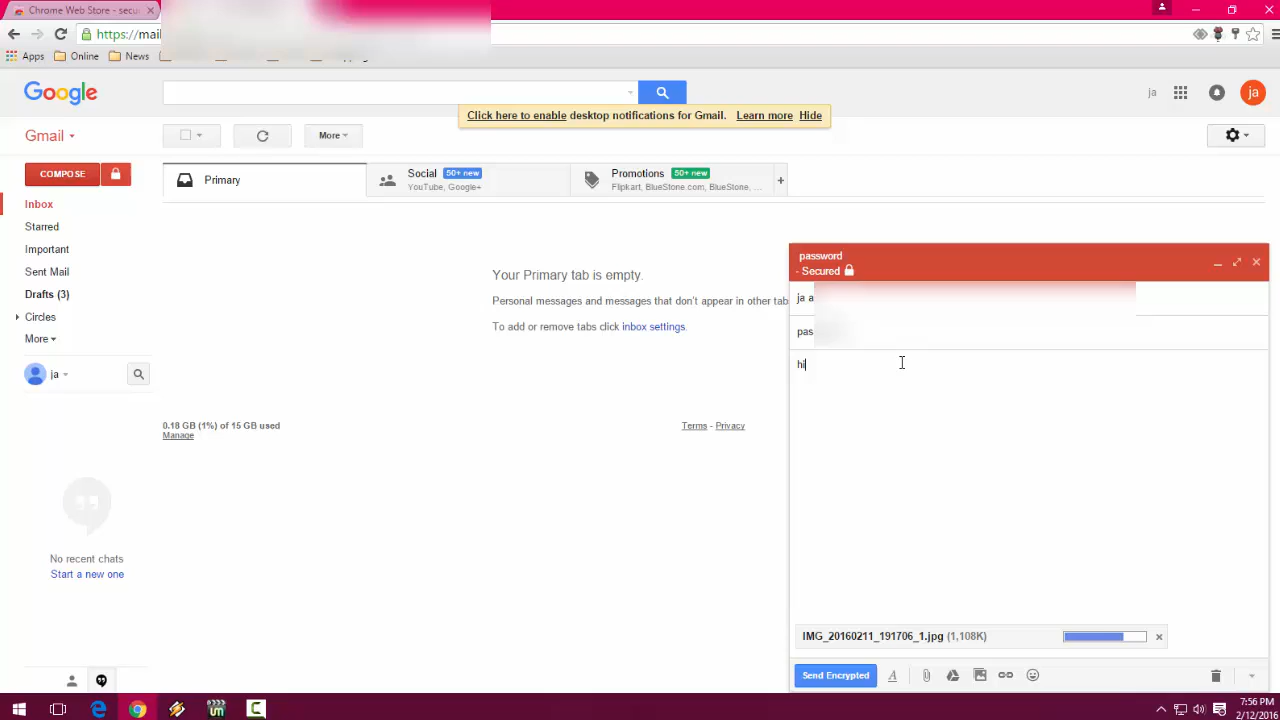 Chrome Web Store - secu
https://mail
Apps
Online
News
Google
ja
ja
Click here to enable desktop notifications for Gmail. Learn more Hide
Gmail
More
COMPOSE
Primary
Social 50+ new
YouTube, Google+
Promotions 50+ new
Flipkart, BlueStone.com, BlueStone, ...
+
Inbox
Starred
Important
Sent Mail
Drafts (3)
Circles
More
ja
Your Primary tab is empty.
Personal messages and messages that don't appear in other tab
To add or remove tabs click inbox settings.
0.18 GB (1%) of 15 GB used
Manage
Terms - Privacy
No recent chats
Start a new one
password
- Secured
ja a
pas
hi
IMG_20160211_191706_1.jpg (1,108K)
Send Encrypted
7:56 PM
2/12/2016